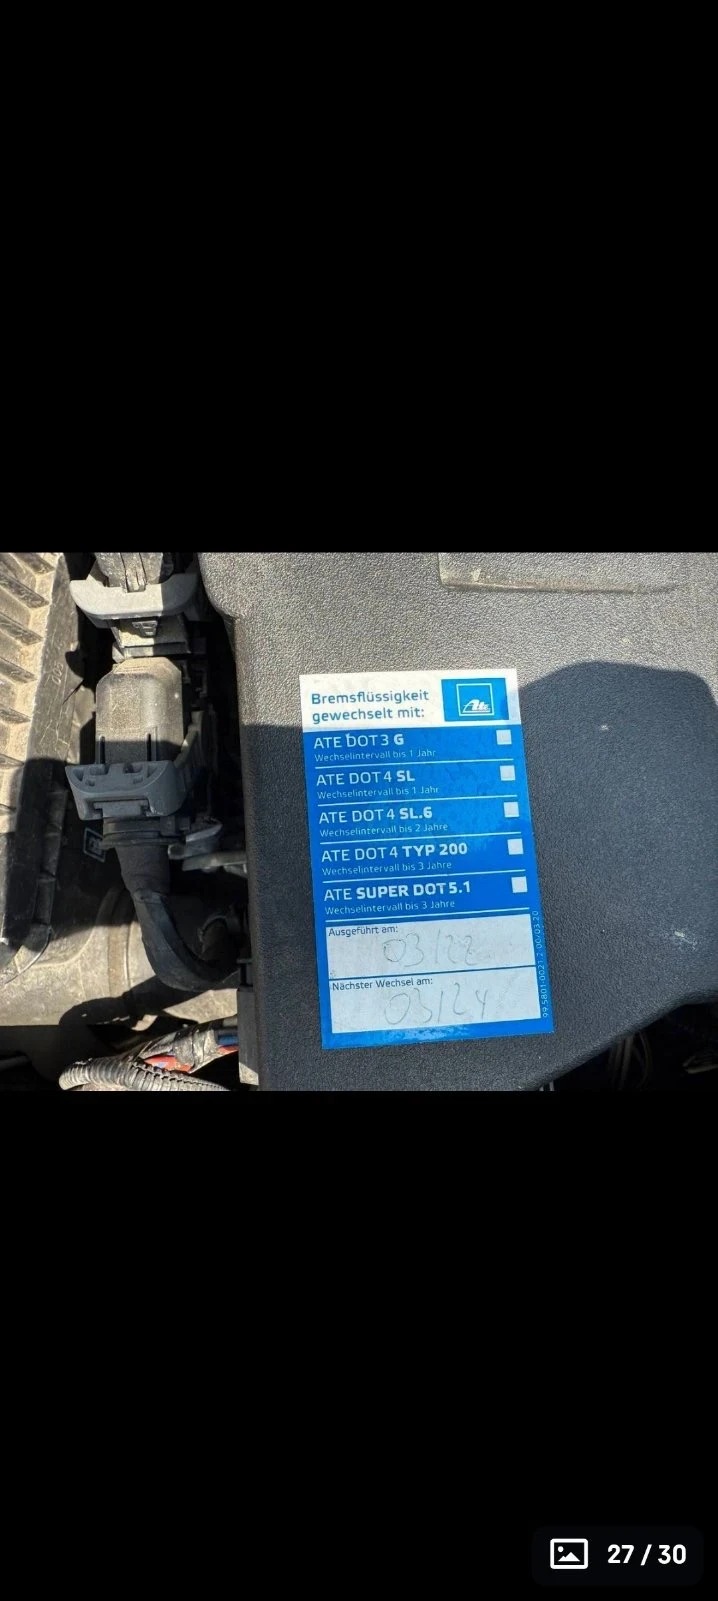 Bremsflüssigkeit
gewechselt mit:
Ate
ATE DOT 3 G
Wechselintervall bis 1 Jahr
ATE DOT 4 SL
Wechselintervall bis 1 Jahr
ATE DOT 4 SL.6
Wechselintervall bis 2 Jahre
ATE DOT 4 TYP 200
Wechselintervall bis 3 Jahre
ATE SUPER DOT 5.1
Wechselintervall bis 3 Jahre
Ausgeführt am:
03/22
Nächster Wechsel am:
03/24
27 / 30